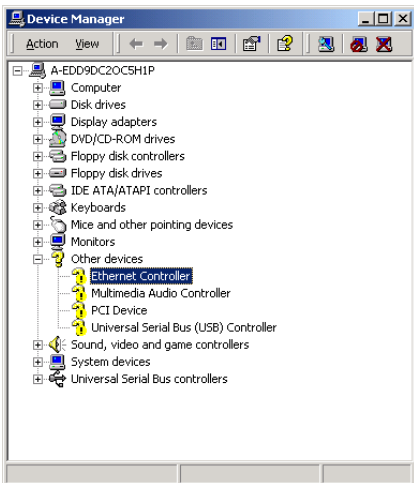 Device Manager
Action View
A-EDD9DC2OC5H1P
Computer
Disk drives
Display adapters
DVD/CD-ROM drives
Floppy disk controllers
Floppy disk drives
IDE ATA/ATAPI controllers
Keyboards
Mice and other pointing devices
Monitors
Other devices
Ethernet Controller
Multimedia Audio Controller
PCI Device
Universal Serial Bus (USB) Controller
Sound, video and game controllers
System devices
Universal Serial Bus controllers